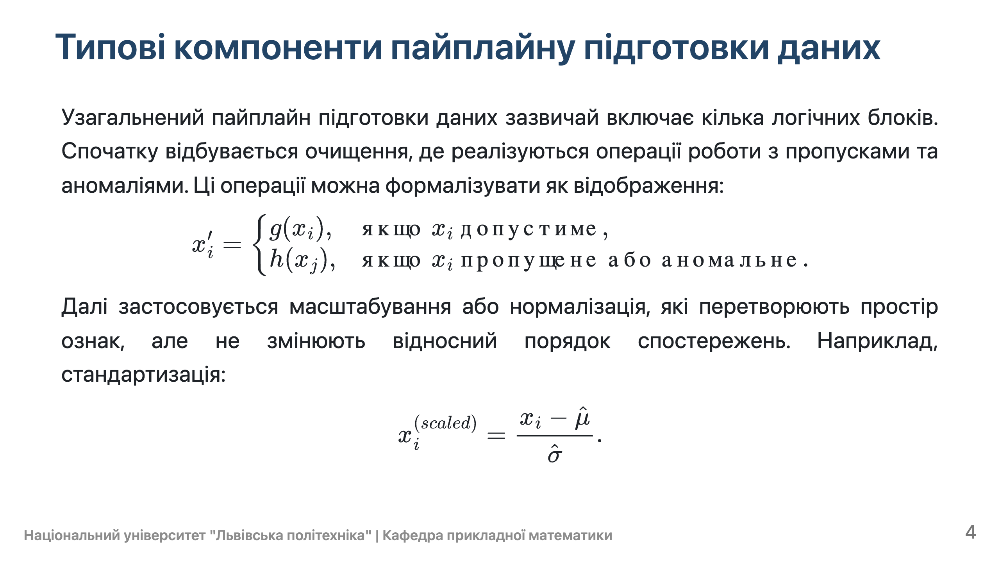 Типові компоненти пайплайну підготовки даних
Узагальнений пайплайн підготовки даних зазвичай включає кілька логічних блоків.
Спочатку відбувається очищення, де реалізуються операції роботи з пропусками та
аномаліями. Ці операції можна формалізувати як відображення:
x′_i = { g(x_i), якщо x_i допустиме,
h(x_j), якщо x_i пропущене або аномальне.
Далі застосовується масштабування або нормалізація, які перетворюють простір
ознак, але не змінюють відносний порядок спостережень. Наприклад,
стандартизація:
x_i^{(scaled)} = \frac{x_i − \hat{μ}}{\hat{σ}}.
Національний університет "Львівська політехніка" | Кафедра прикладної математики
4